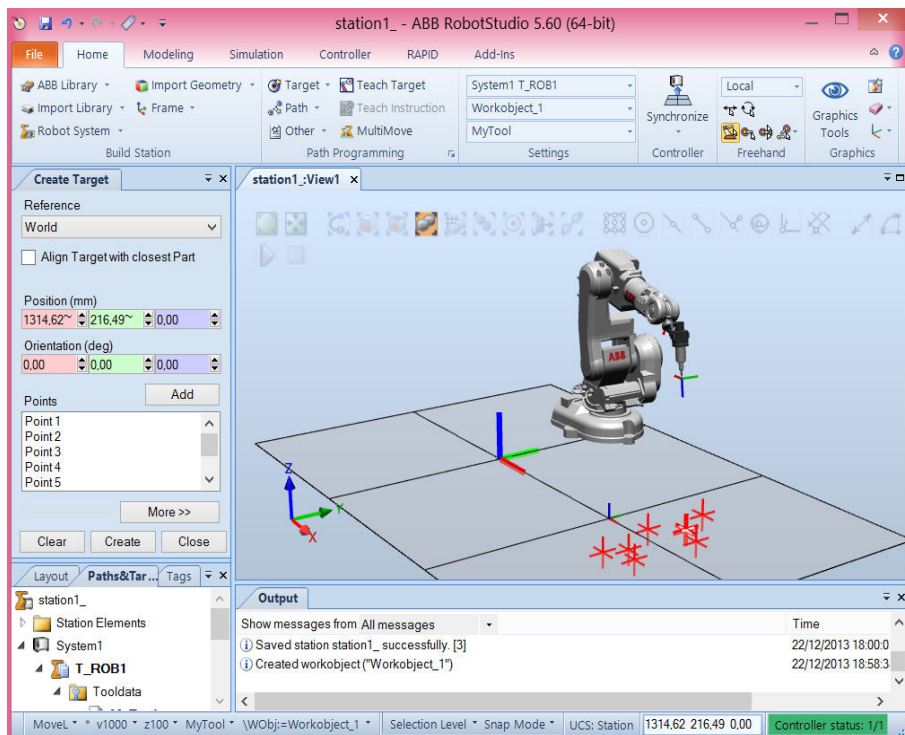 station1_ - ABB RobotStudio 5.60 (64-bit)
File Home Modeling Simulation Controller RAPID Add-Ins
ABB Library Import Geometry Target Teach Target System1 T_ROB1 Local
Import Library Frame Path Teach Instruction Workobject_1 Synchronize Graphics Tools
Robot System Other MultiMove MyTool
Build Station Path Programming Settings Controller Freehand Graphics
Create Target
Reference
World
Align Target with closest Part
Position (mm)
1314,62~ 216,49~ 0,00
Orientation (deg)
0,00 0,00 0,00
Points Add
Point 1
Point 2
Point 3
Point 4
Point 5
More >>
Clear Create Close
station1_:View1
ABB
Z
Y
X
Layout Paths&Tar... Tags
station1_
Station Elements
System1
T_ROB1
Tooldata
Output
Show messages from All messages Time
Saved station station1_ successfully. [3] 22/12/2013 18:00:0
Created workobject ("Workobject_1") 22/12/2013 18:58:3
MoveL * v1000 z100 MyTool \WObj:=Workobject_1 Selection Level Snap Mode UCS: Station 1314,62 216,49 0,00 Controller status: 1/1